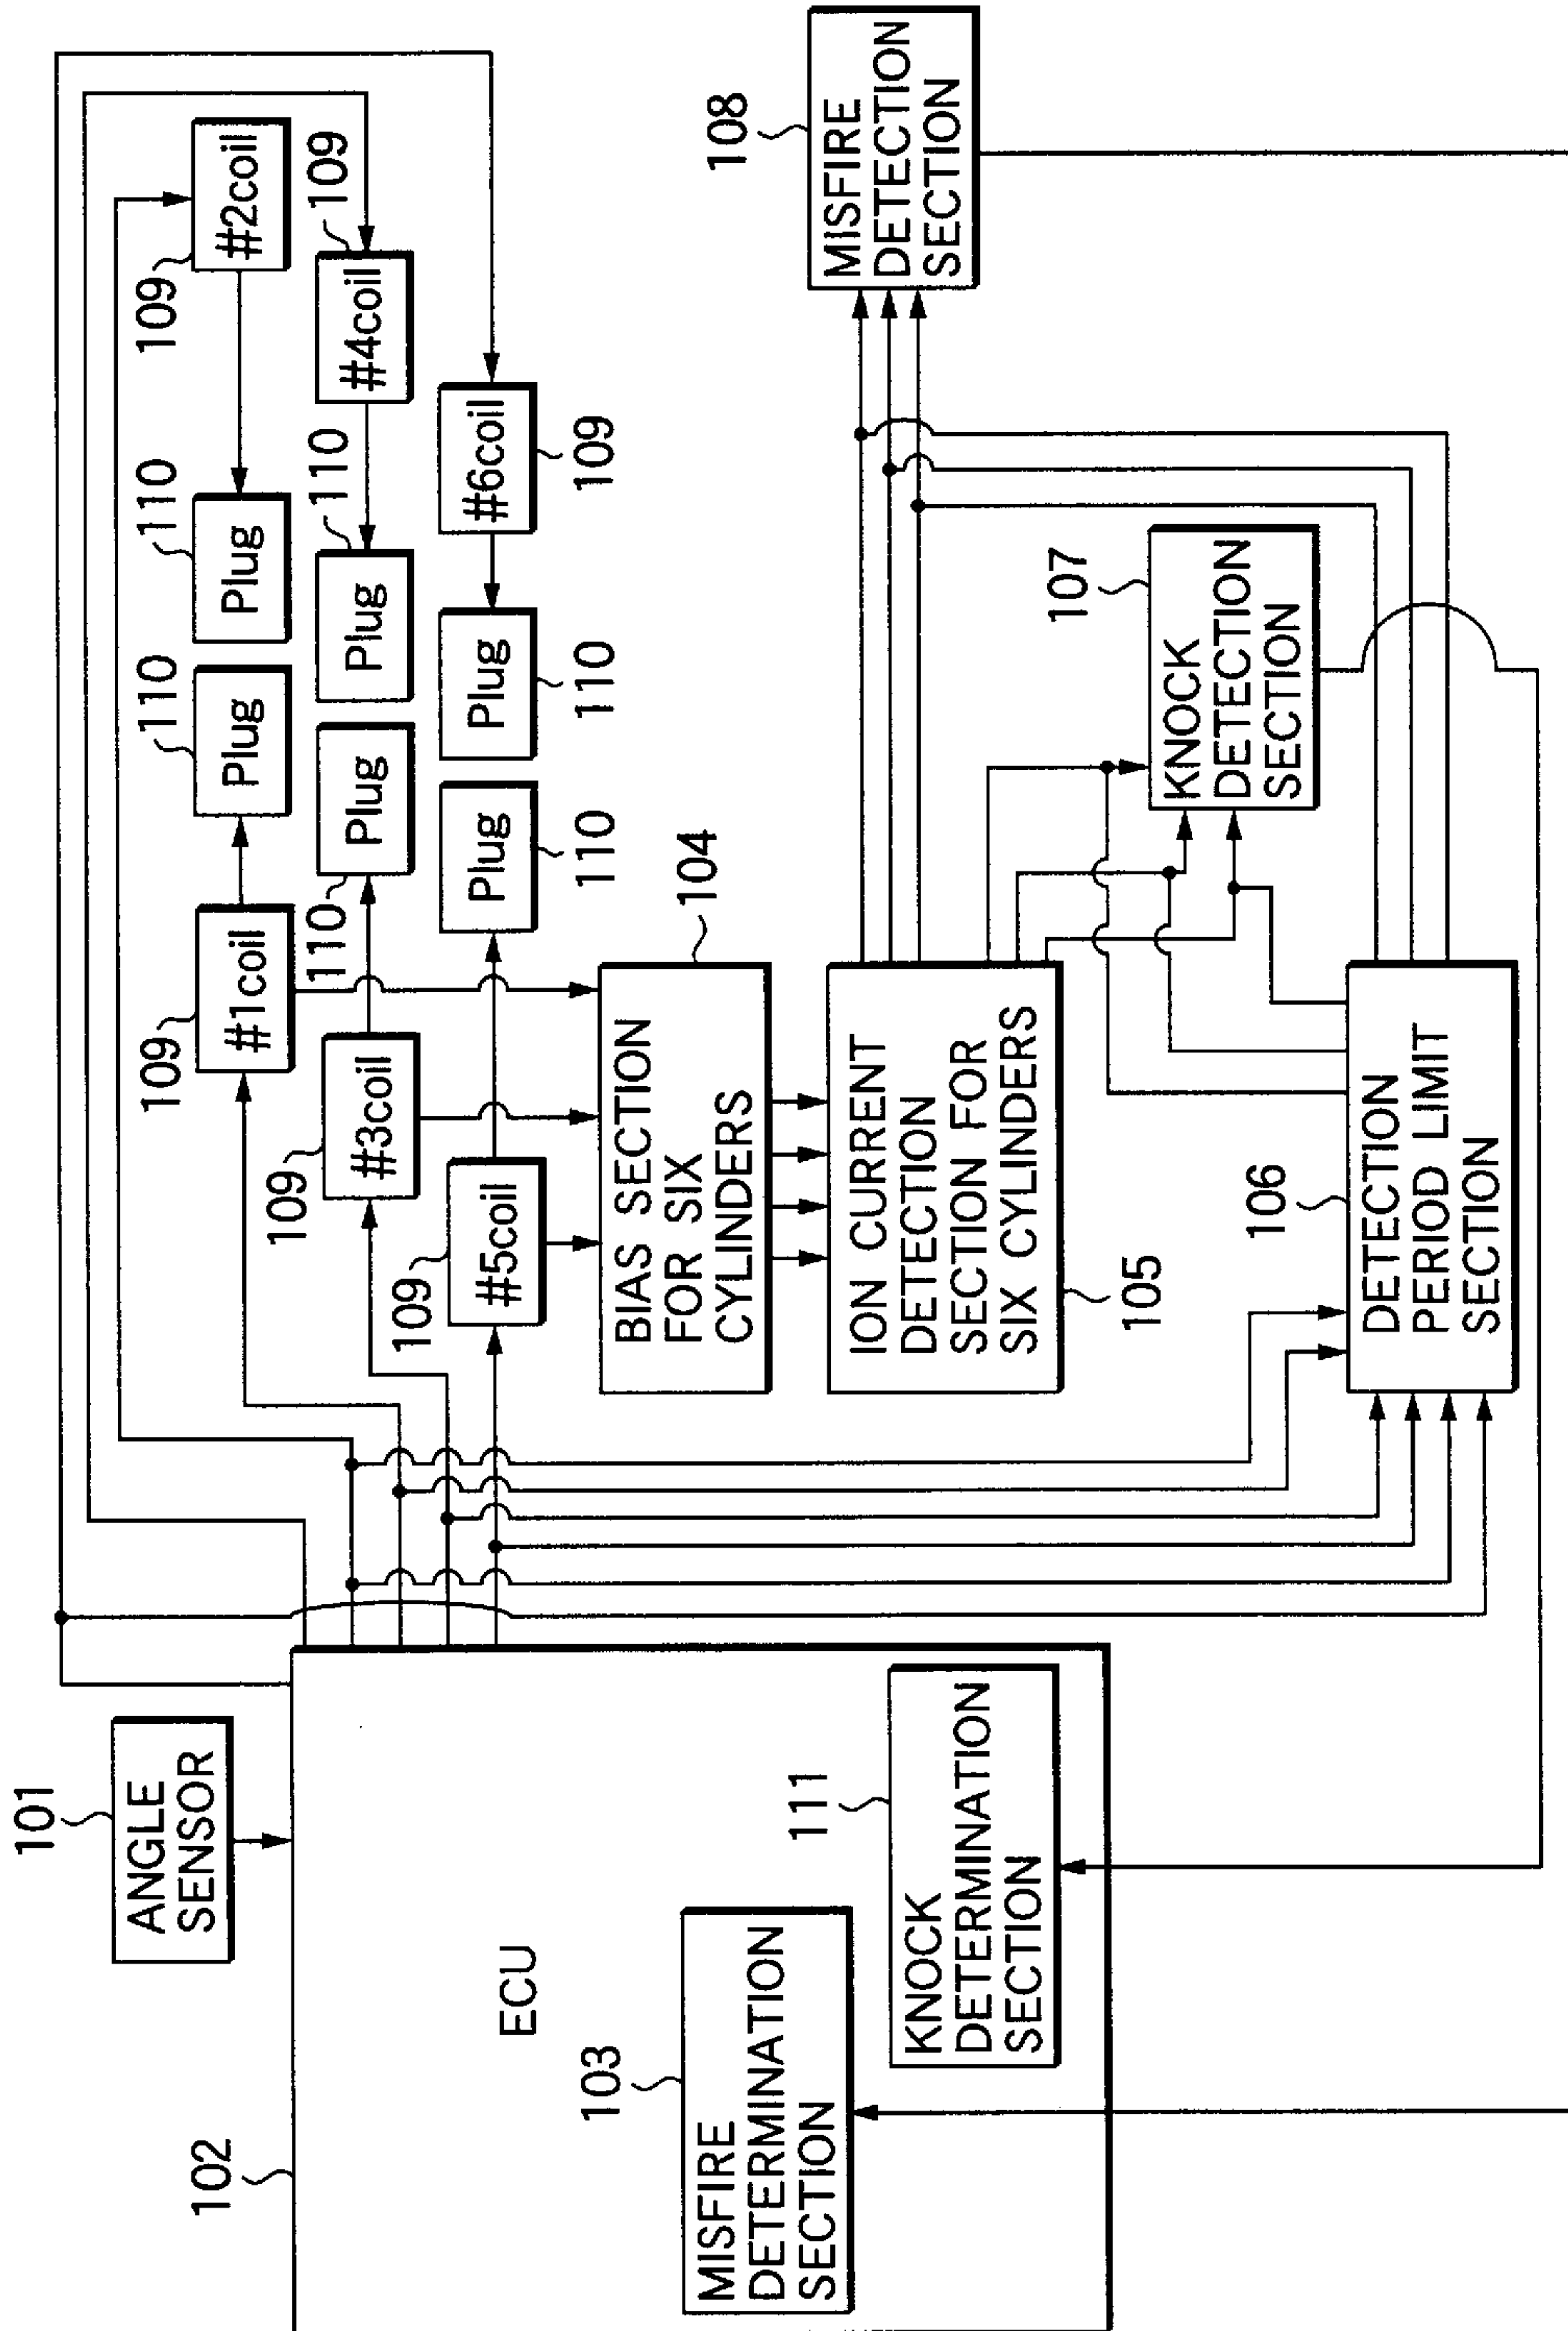 101
ANGLE
SENSOR
102
ECU
103
MISFIRE
DETERMINATION
SECTION
111
KNOCK
DETERMINATION
SECTION
109
#1coil
110
Plug
110
Plug
109
#2coil
109
#3coil
110
Plug
110
Plug
109
#4coil
109
#5coil
110
Plug
110
Plug
109
#6coil
104
BIAS SECTION
FOR SIX
CYLINDERS
105
ION CURRENT
DETECTION
SECTION FOR
SIX CYLINDERS
106
DETECTION
PERIOD LIMIT
SECTION
107
KNOCK
DETECTION
SECTION
108
MISFIRE
DETECTION
SECTION